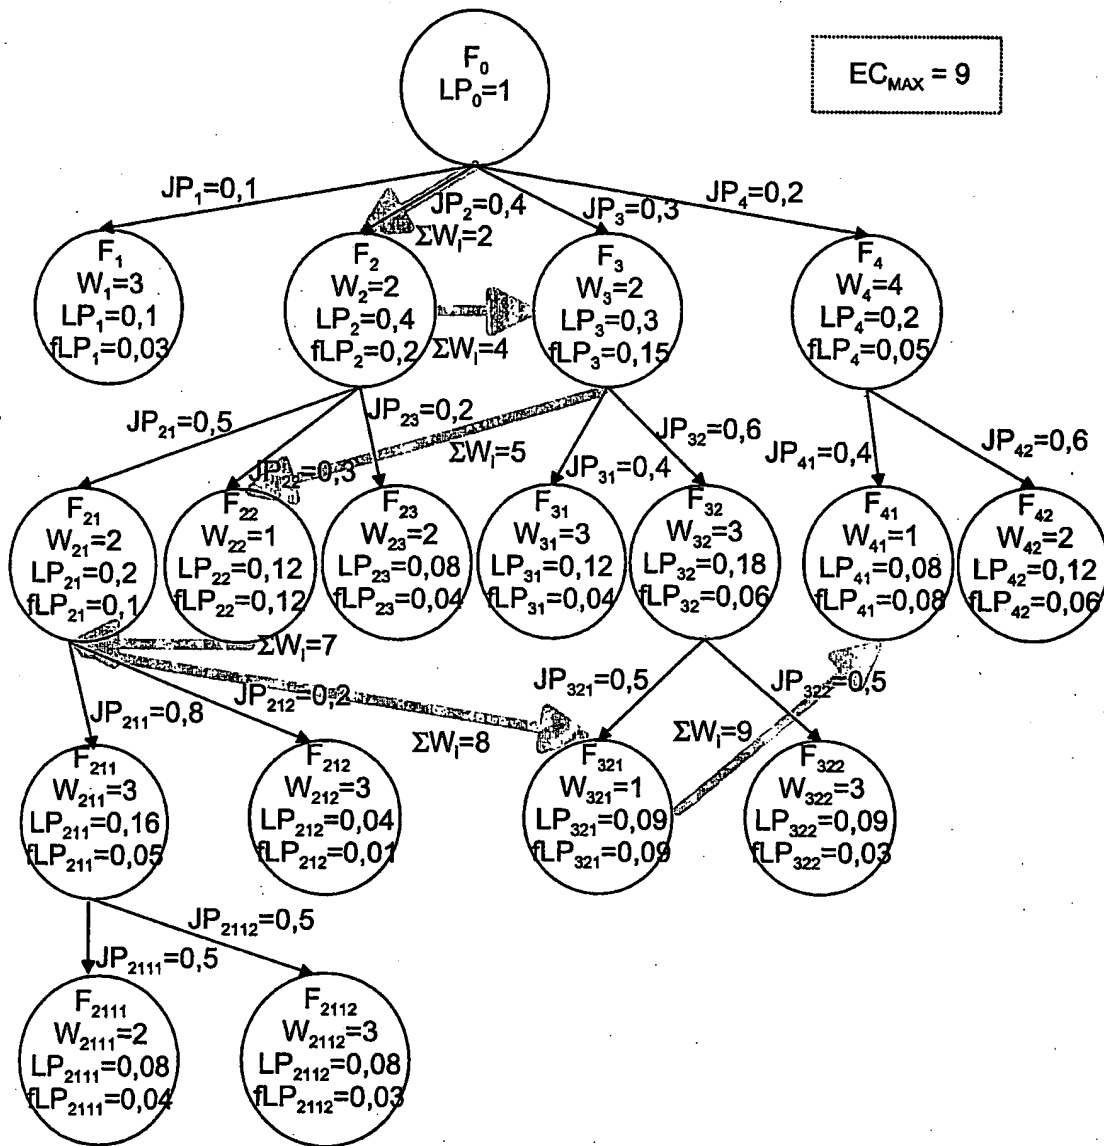 F₀
LP₀=1
EC_MAX = 9
JP₁=0,1
JP₂=0,4
JP₃=0,3
JP₄=0,2
ΣWᵢ=2
F₁
W₁=3
LP₁=0,1
fLP₁=0,03
F₂
W₂=2
LP₂=0,4
fLP₂=0,2
ΣWᵢ=4
F₃
W₃=2
LP₃=0,3
fLP₃=0,15
F₄
W₄=4
LP₄=0,2
fLP₄=0,05
JP₂₁=0,5
JP₂₂=0,3
JP₂₃=0,2
ΣWᵢ=5
JP₃₁=0,4
JP₃₂=0,6
JP₄₁=0,4
JP₄₂=0,6
F₂₁
W₂₁=2
LP₂₁=0,2
fLP₂₁=0,1
F₂₂
W₂₂=1
LP₂₂=0,12
fLP₂₂=0,12
F₂₃
W₂₃=2
LP₂₃=0,08
fLP₂₃=0,04
F₃₁
W₃₁=3
LP₃₁=0,12
fLP₃₁=0,04
F₃₂
W₃₂=3
LP₃₂=0,18
fLP₃₂=0,06
F₄₁
W₄₁=1
LP₄₁=0,08
fLP₄₁=0,08
F₄₂
W₄₂=2
LP₄₂=0,12
fLP₄₂=0,06
ΣWᵢ=7
JP₂₁₁=0,8
JP₂₁₂=0,2
ΣWᵢ=8
JP₃₂₁=0,5
JP₃₂₂=0,5
ΣWᵢ=9
F₂₁₁
W₂₁₁=3
LP₂₁₁=0,16
fLP₂₁₁=0,05
F₂₁₂
W₂₁₂=3
LP₂₁₂=0,04
fLP₂₁₂=0,01
F₃₂₁
W₃₂₁=1
LP₃₂₁=0,09
fLP₃₂₁=0,09
F₃₂₂
W₃₂₂=3
LP₃₂₂=0,09
fLP₃₂₂=0,03
JP₂₁₁₁=0,5
JP₂₁₁₂=0,5
F₂₁₁₁
W₂₁₁₁=2
LP₂₁₁₁=0,08
fLP₂₁₁₁=0,04
F₂₁₁₂
W₂₁₁₂=3
LP₂₁₁₂=0,08
fLP₂₁₁₂=0,03